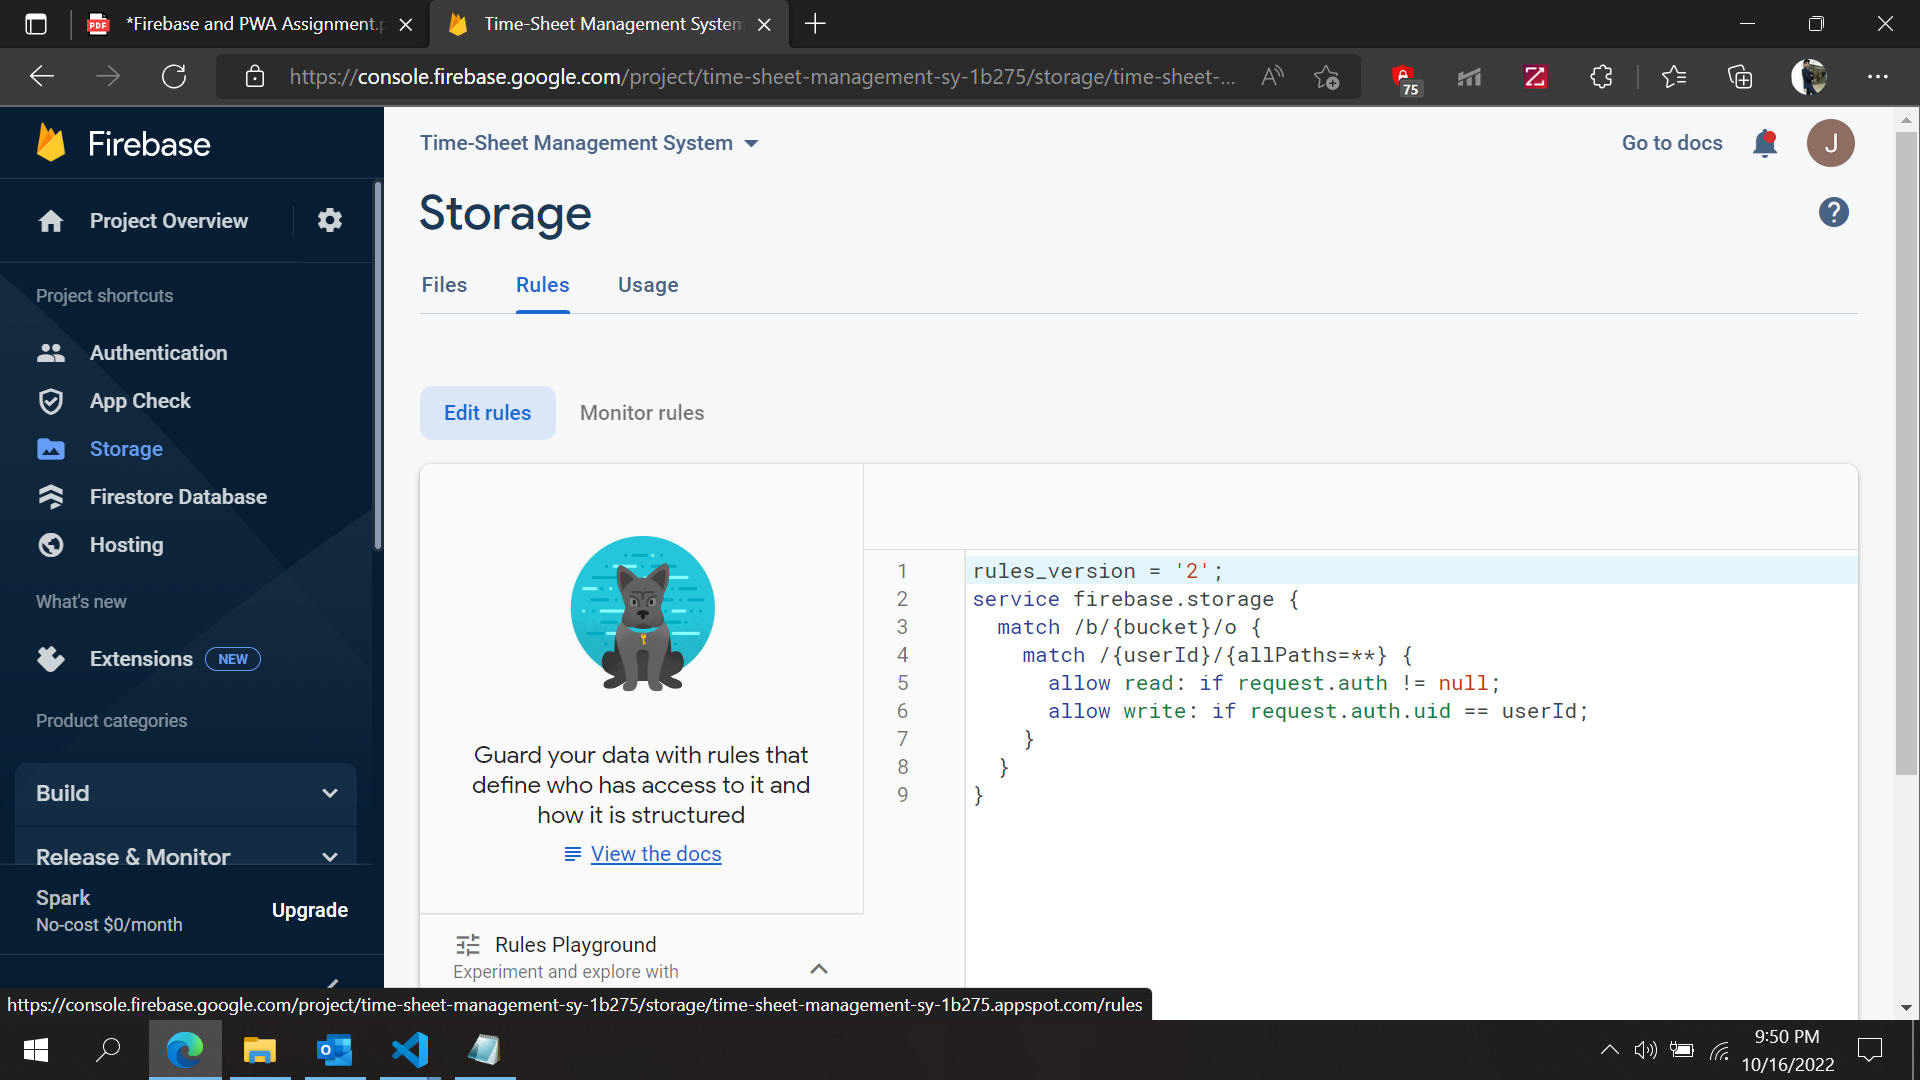 *Firebase and PWA Assignment.p
Time-Sheet Management System
https://console.firebase.google.com/project/time-sheet-management-sy-1b275/storage/time-sheet-...
75
Firebase
Time-Sheet Management System
Go to docs
J
Project Overview
Storage
Files
Rules
Usage
Project shortcuts
Authentication
App Check
Storage
Firestore Database
Hosting
What's new
Extensions NEW
Product categories
Build
Release & Monitor
Spark
No-cost $0/month
Upgrade
Edit rules
Monitor rules
Guard your data with rules that
define who has access to it and
how it is structured
View the docs
Rules Playground
Experiment and explore with
1 rules_version = '2';
2 service firebase.storage {
3 match /b/{bucket}/o {
4 match /{userId}/{allPaths=**} {
5 allow read: if request.auth != null;
6 allow write: if request.auth.uid == userId;
7 }
8 }
9 }
https://console.firebase.google.com/project/time-sheet-management-sy-1b275/storage/time-sheet-management-sy-1b275.appspot.com/rules
9:50 PM
10/16/2022